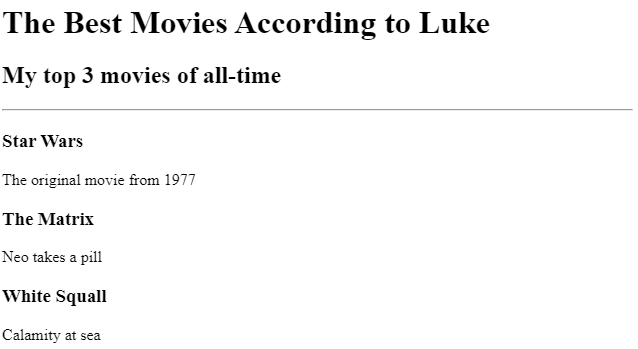 The Best Movies According to Luke
My top 3 movies of all-time
Star Wars
The original movie from 1977
The Matrix
Neo takes a pill
White Squall
Calamity at sea